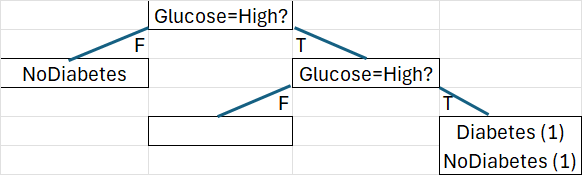 Glucose=High?
F
T
NoDiabetes
Glucose=High?
F
T
Diabetes (1)
NoDiabetes (1)